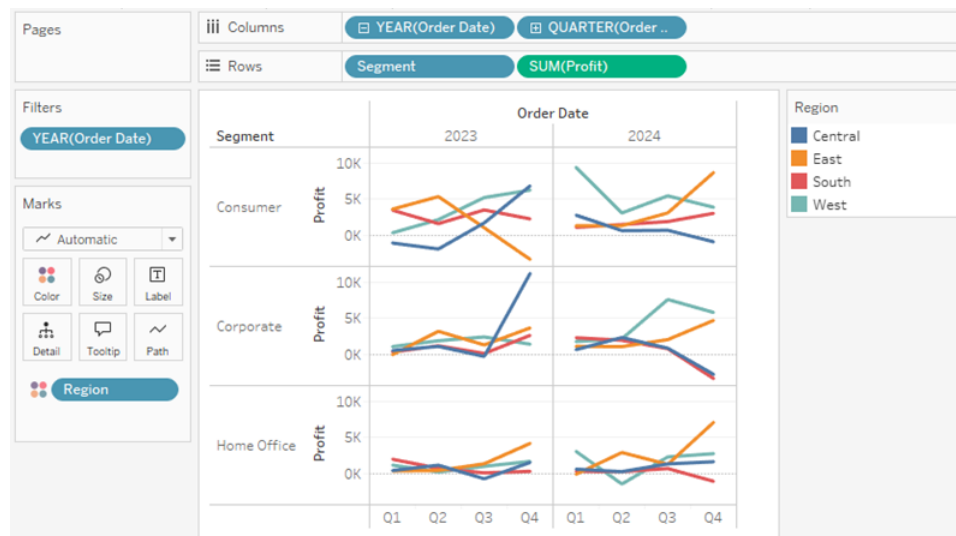 Pages
Columns
YEAR(Order Date)
QUARTER(Order ..
Rows
Segment
SUM(Profit)
Filters
YEAR(Order Date)
Marks
Automatic
Color
Size
Label
Detail
Tooltip
Path
Region
Order Date
Segment
2023
2024
Consumer
Profit
10K
5K
0K
Corporate
Profit
10K
5K
0K
Home Office
Profit
10K
5K
0K
Q1 Q2 Q3 Q4 Q1 Q2 Q3 Q4
Region
Central
East
South
West